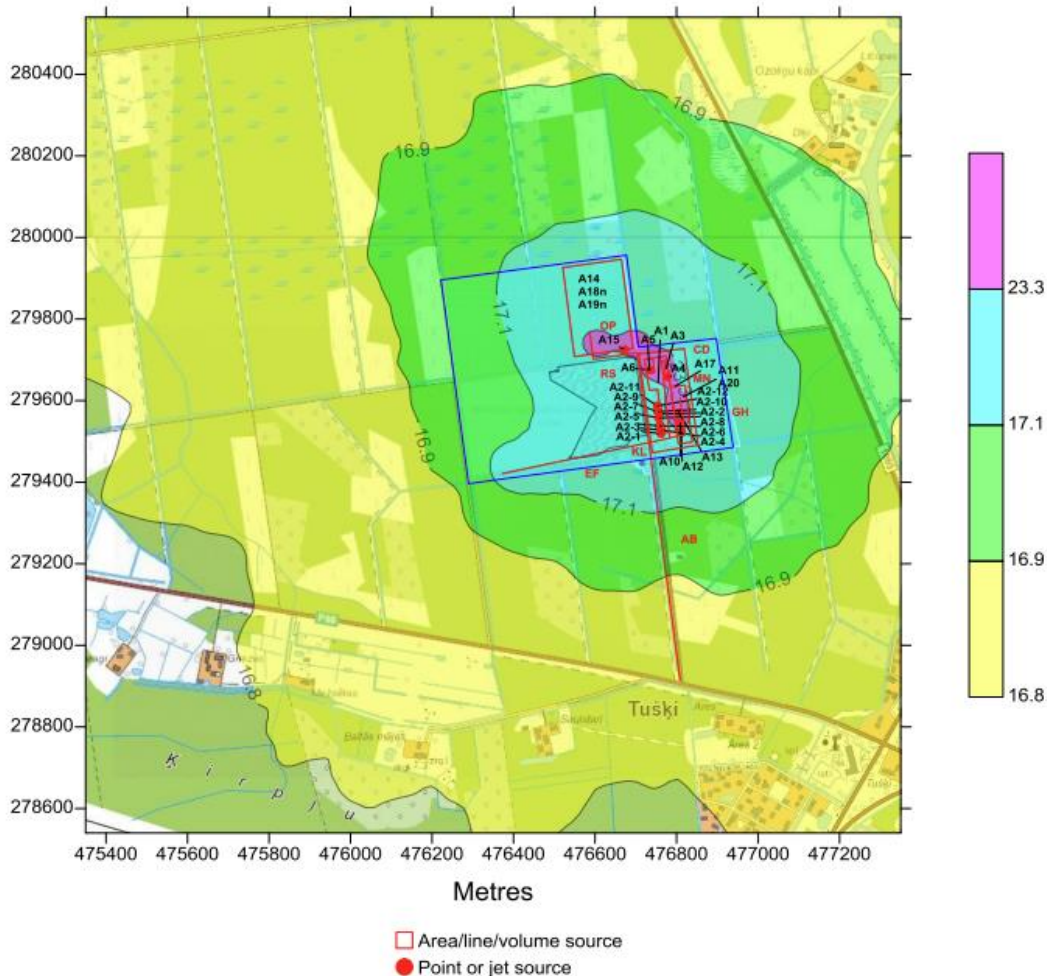 280400
280200
280000
279800
279600
279400
279200
279000
278800
278600
475400 475600 475800 476000 476200 476400 476600 476800 477000 477200
Metres
Area/line/volume source
Point or jet source
23.3
17.1
16.9
16.8
16.9
16.9
16.9
16.9
17.1
17.1
17.1
16.8
A14
A18n
A19n
OP
A15
A5
A1
A3
CD
A6
A4
A17
RS
MN
A11
A20
A2-11
A2-12
A2-9
A2-10
A2-7
A2-2
GH
A2-5
A2-8
A2-3
A2-6
A2-1
A2-4
KL
A10
A13
A12
EF
AB
Tušķi
Ares
Tušķi
Ķirpju